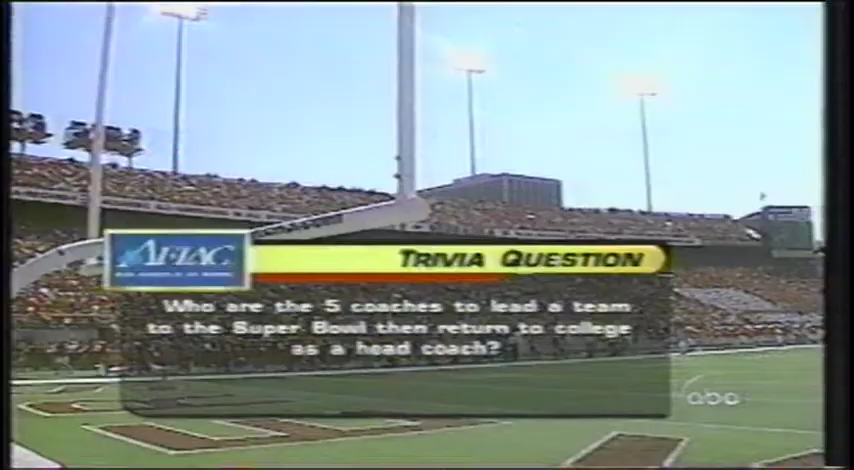 AFLAC
TRIVIA QUESTION
Who are the 5 coaches to lead a team
to the Super Bowl then return to college
as a head coach?
abc